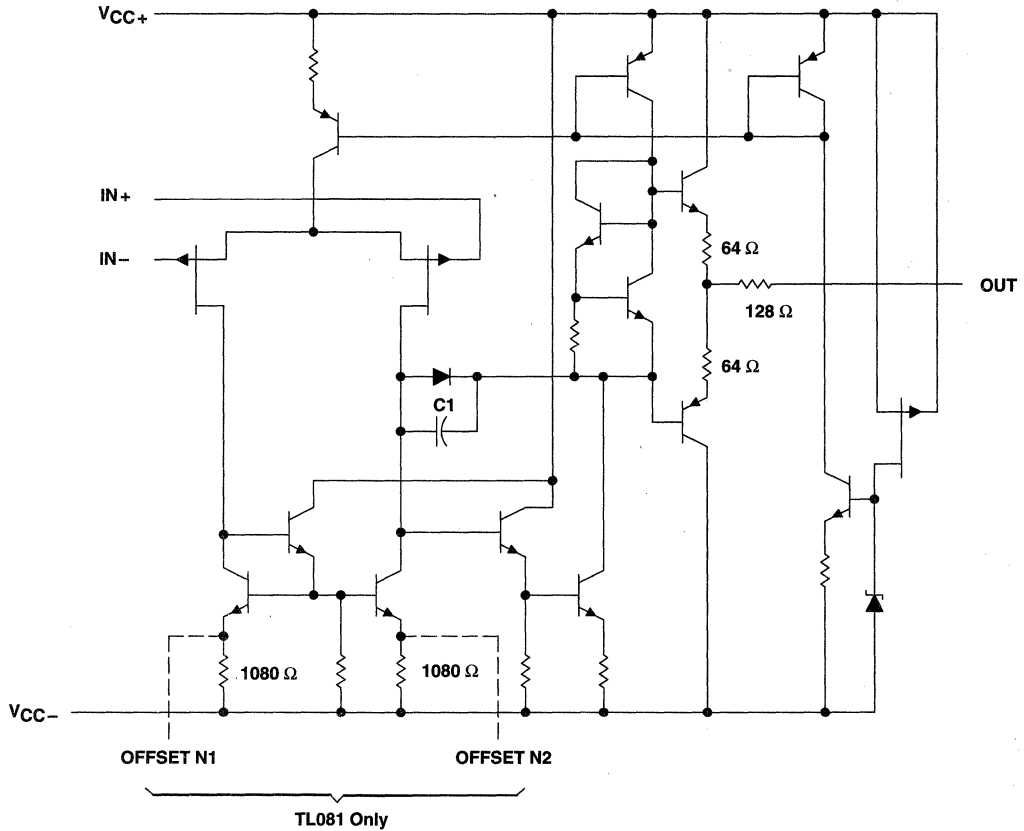 VCC+
IN+
IN−
64 Ω
OUT
128 Ω
64 Ω
C1
1080 Ω
1080 Ω
VCC−
OFFSET N1
OFFSET N2
TL081 Only